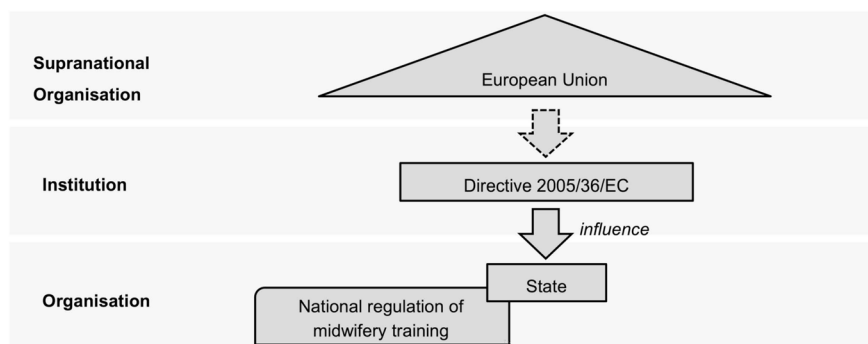 Supranational
Organisation
European Union
Institution
Directive 2005/36/EC
influence
Organisation
State
National regulation of
midwifery training